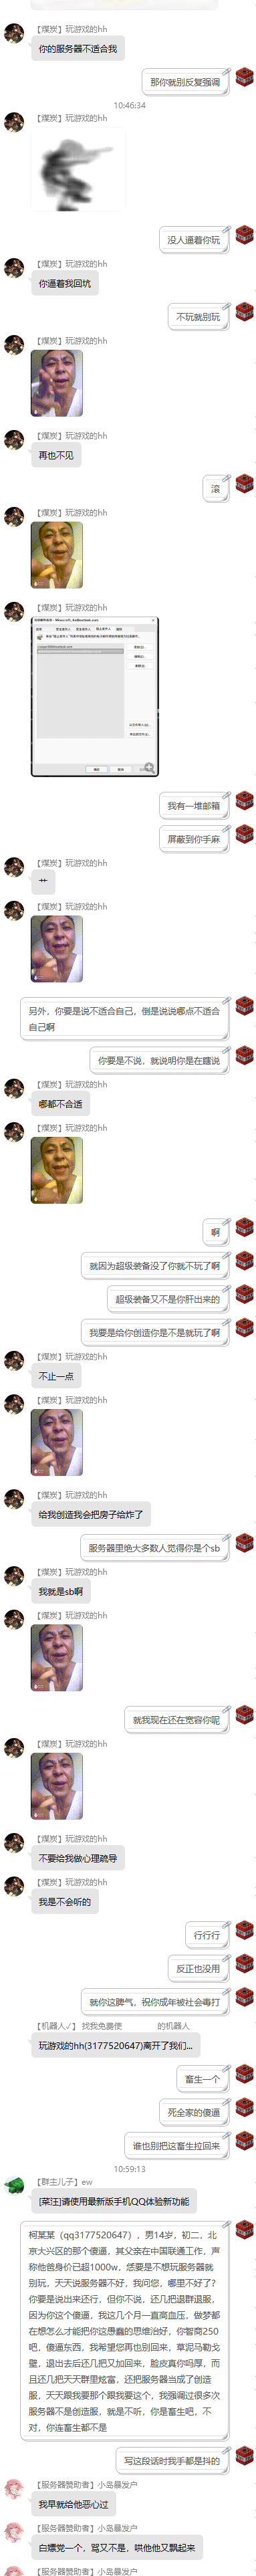 【煤炭】玩游戏的hh
你的服务器不适合我
那你就别反复强调
10:46:34
【煤炭】玩游戏的hh
没人逼着你玩
【煤炭】玩游戏的hh
你逼着我回坑
不玩就别玩
【煤炭】玩游戏的hh
【煤炭】玩游戏的hh
再也不见
滚
【煤炭】玩游戏的hh
【煤炭】玩游戏的hh
我有一堆邮箱
屏蔽到你手麻
【煤炭】玩游戏的hh
艹
【煤炭】玩游戏的hh
另外，你要是说不适合自己，倒是说说哪点不适合
自己啊
你要是不说，就说明你是在瞎说
【煤炭】玩游戏的hh
哪都不合适
【煤炭】玩游戏的hh
啊
就因为超级装备没了你就不玩了啊
超级装备又不是你肝出来的
我要是给你创造你是不是就玩了啊
【煤炭】玩游戏的hh
不止一点
【煤炭】玩游戏的hh
【煤炭】玩游戏的hh
给我创造我会把房子给炸了
服务器里绝大多数人觉得你是个sb
【煤炭】玩游戏的hh
我就是sb啊
【煤炭】玩游戏的hh
就我现在还在宽容你呢
【煤炭】玩游戏的hh
【煤炭】玩游戏的hh
不要给我做心理疏导
【煤炭】玩游戏的hh
我是不会听的
行行行
反正也没用
就你这脾气，祝你成年被社会毒打
【机器人✓】 找我免费使 的机器人
玩游戏的hh(3177520647)离开了我们...
畜生一个
死全家的傻逼
谁也别把这畜生拉回来
10:59:13
【群主儿子】ew
[菜汪]请使用最新版手机QQ体验新功能
柯某某（qq3177520647），男14岁，初二，北
京大兴区的那个傻逼，其父亲在中国联通工作，声
称他爸身价已超1000w，恁要是不想玩服务器就
别玩，天天说服务器不好，我问您，哪里不好了？
你要是说出来还行，但你不说，还几把退群退服，
因为你这个傻逼，我这几个月一直高血压，做梦都
在想怎么才能把你这愚蠢的思维治好，你智商250
吧，傻逼东西，我希望您再也别回来，草泥马勒戈
壁，退出去后还几把又加回来，脸皮真你吗厚，而
且还几把天天群里炫富，还把服务器当成了创造
服，天天跟我要那个跟我要这个，我强调过很多次
服务器不是创造服，就是不听，你是畜生吧，不
对，你连畜生都不是
写这段话时我手都是抖的
【服务器赞助者】小岛暴发户
我早就给他恶心过
【服务器赞助者】小岛暴发户
白嫖党一个，骂又不是，哄他他又飘起来
【服务器赞助者】小岛暴发户